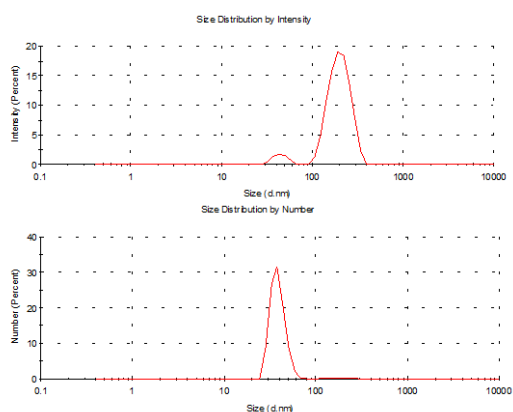 Size Distribution by Intensity
Intensity (Percent)
20
15
10
5
0
0.1 1 10 100 1000 10000
Size (d.nm)
Size Distribution by Number
Number (Percent)
40
30
20
10
0
0.1 1 10 100 1000 10000
Size (d.nm)